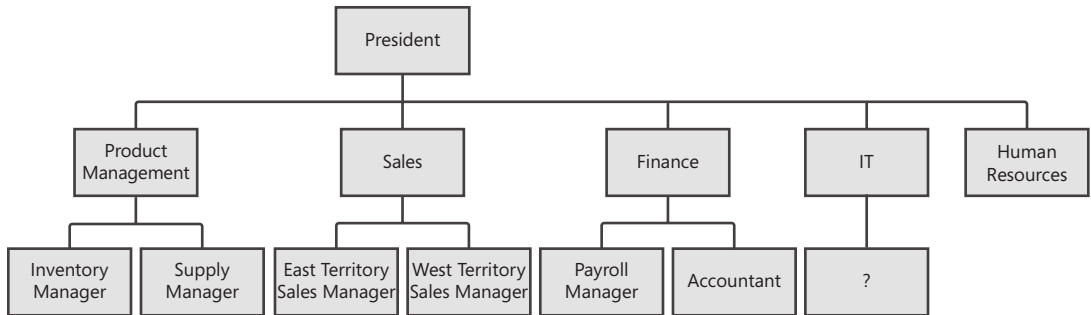 President
Product
Management
Sales
Finance
IT
Human
Resources
Inventory
Manager
Supply
Manager
East Territory
Sales Manager
West Territory
Sales Manager
Payroll
Manager
Accountant
?